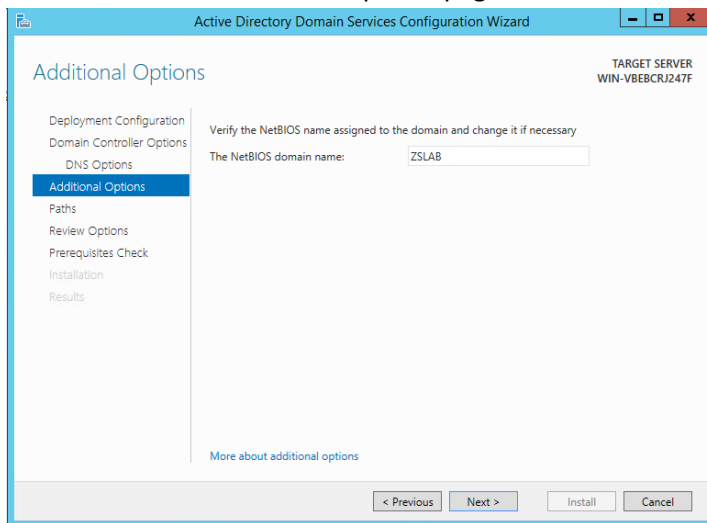 Active Directory Domain Services Configuration Wizard
Additional Options
TARGET SERVER
WIN-VBEBCRJ247F
Deployment Configuration
Domain Controller Options
DNS Options
Additional Options
Paths
Review Options
Prerequisites Check
Installation
Results
Verify the NetBIOS name assigned to the domain and change it if necessary
The NetBIOS domain name: ZSLAB
More about additional options
< Previous Next > Install Cancel